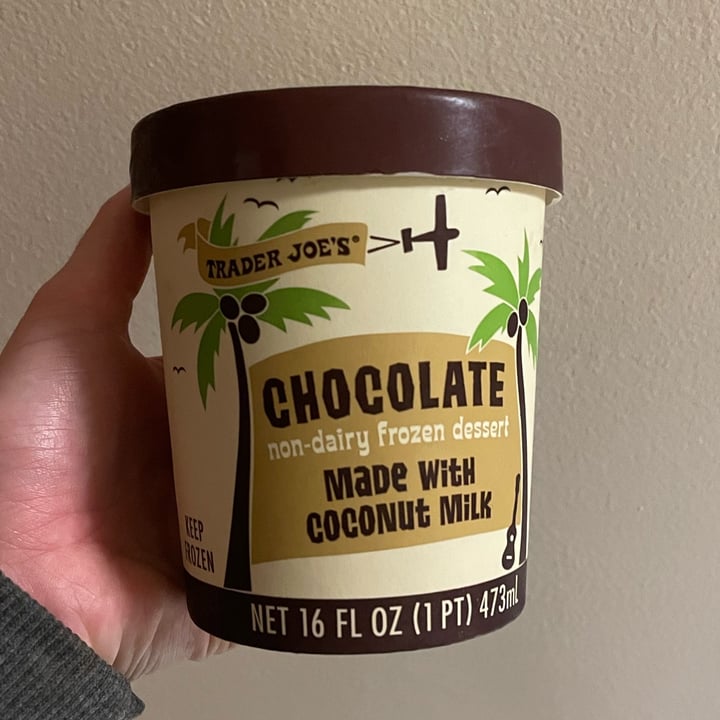 TRADER JOE'S®
CHOCOLATE
non-dairy frozen dessert
MADE WITH
COCONUT MILK
KEEP
FROZEN
NET 16 FL OZ (1 PT) 473mL